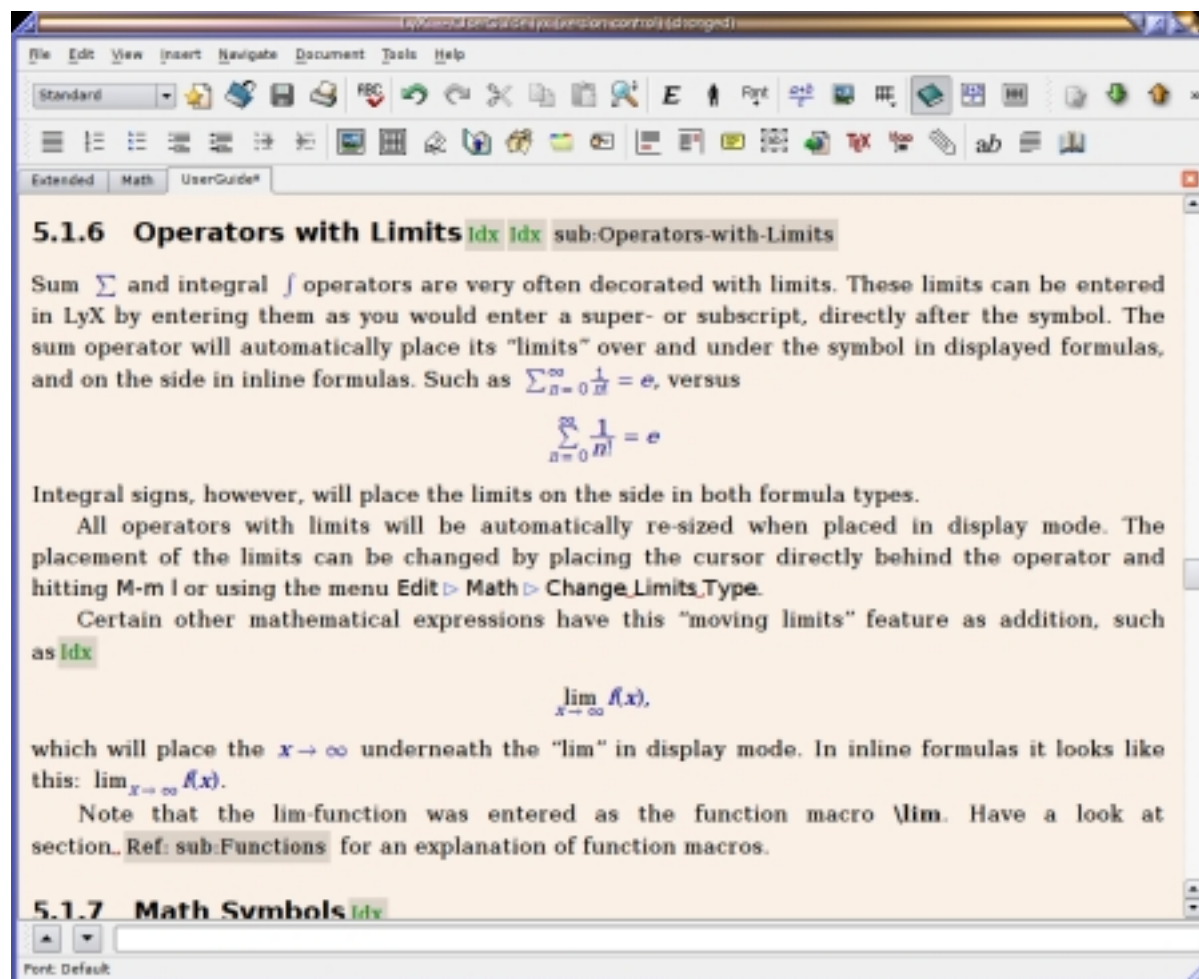 LyX - UserGuide.lyx (version control) (changed)
File Edit View Insert Navigate Document Tools Help
Standard
Extended Math UserGuide*
5.1.6 Operators with Limits Idx Idx sub:Operators-with-Limits
Sum ∑ and integral ∫ operators are very often decorated with limits. These limits can be entered
in LyX by entering them as you would enter a super- or subscript, directly after the symbol. The
sum operator will automatically place its "limits" over and under the symbol in displayed formulas,
and on the side in inline formulas. Such as ∑_{n=0}^{∞} 1/n! = e, versus
∑_{n=0}^{∞} 1/n! = e
Integral signs, however, will place the limits on the side in both formula types.
All operators with limits will be automatically re-sized when placed in display mode. The
placement of the limits can be changed by placing the cursor directly behind the operator and
hitting M-m l or using the menu Edit ▷ Math ▷ Change Limits Type.
Certain other mathematical expressions have this "moving limits" feature as addition, such
as Idx
lim_{x→∞} f(x),
which will place the x → ∞ underneath the "lim" in display mode. In inline formulas it looks like
this: lim_{x→∞} f(x).
Note that the lim-function was entered as the function macro \lim. Have a look at
section Ref: sub:Functions for an explanation of function macros.
5.1.7 Math Symbols Idx
Font: Default